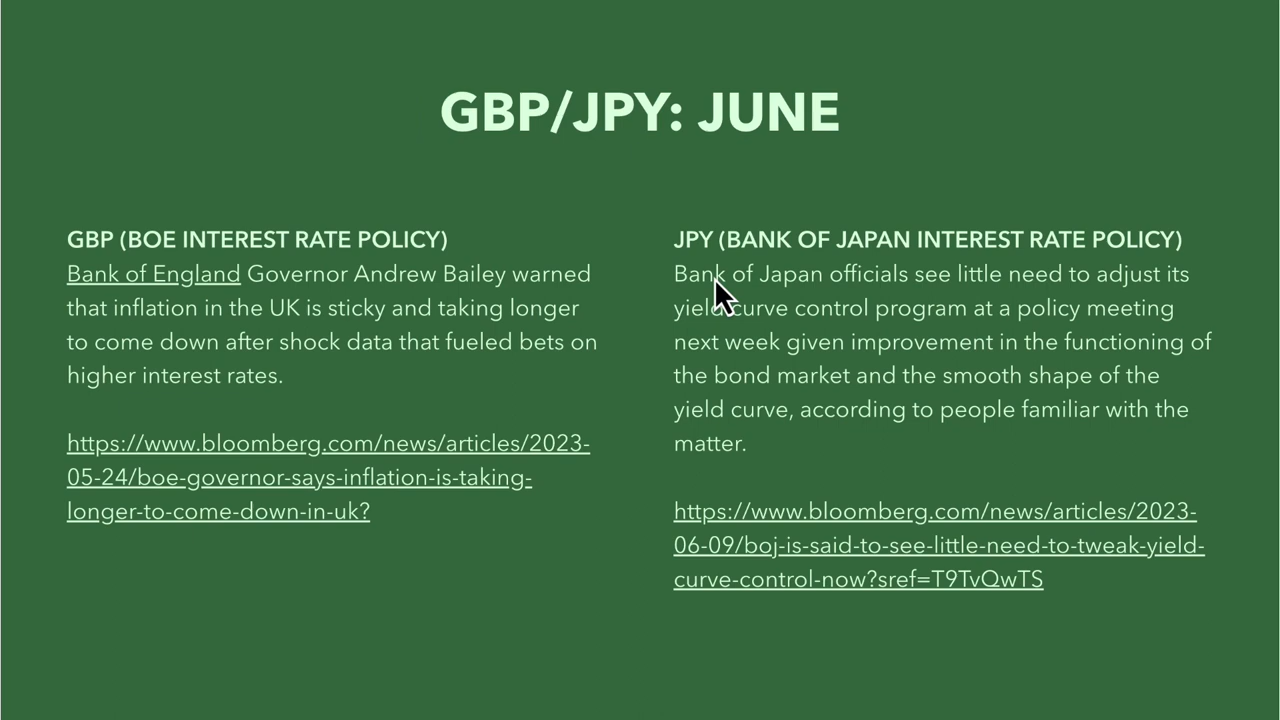 GBP/JPY: JUNE
GBP (BOE INTEREST RATE POLICY)
Bank of England Governor Andrew Bailey warned
that inflation in the UK is sticky and taking longer
to come down after shock data that fueled bets on
higher interest rates.
https://www.bloomberg.com/news/articles/2023-
05-24/boe-governor-says-inflation-is-taking-
longer-to-come-down-in-uk?
JPY (BANK OF JAPAN INTEREST RATE POLICY)
Bank of Japan officials see little need to adjust its
yield curve control program at a policy meeting
next week given improvement in the functioning of
the bond market and the smooth shape of the
yield curve, according to people familiar with the
matter.
https://www.bloomberg.com/news/articles/2023-
06-09/boj-is-said-to-see-little-need-to-tweak-yield-
curve-control-now?sref=T9TvQwTS